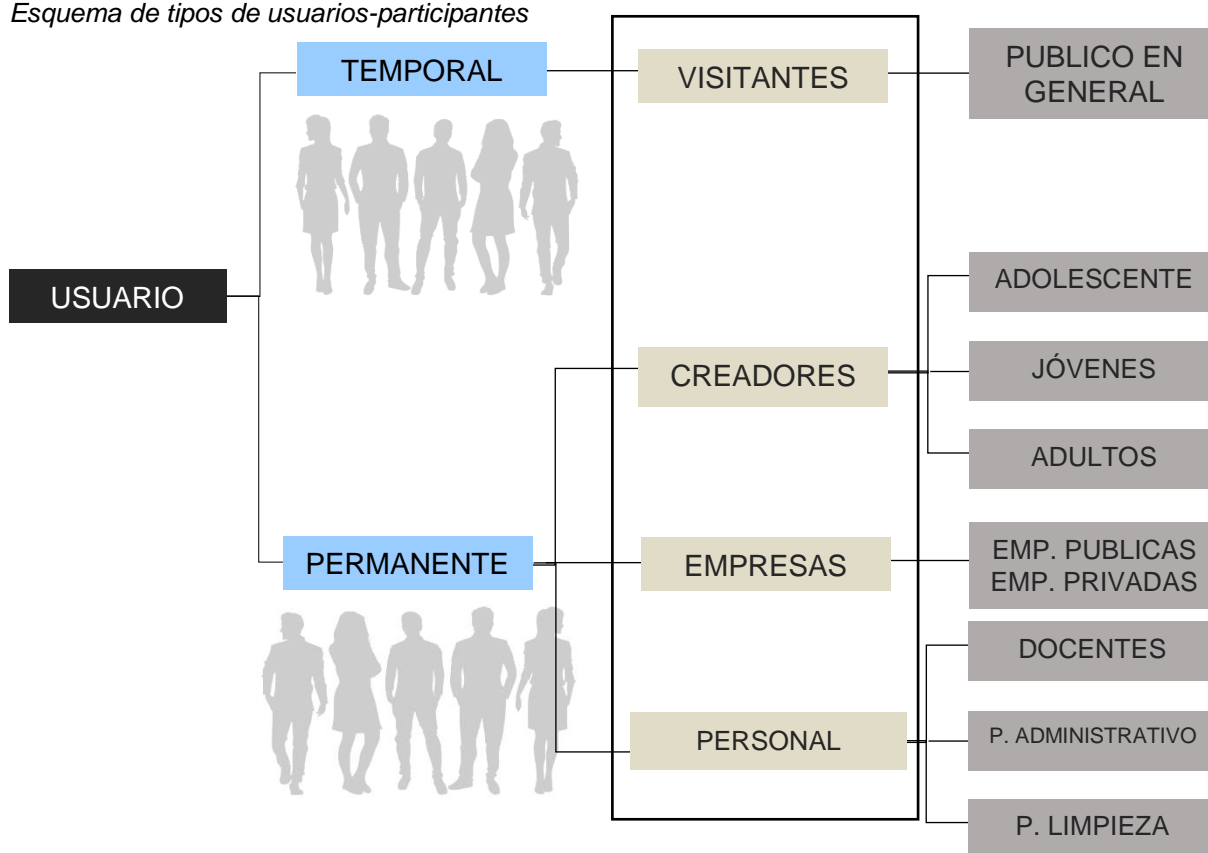 Esquema de tipos de usuarios-participantes
TEMPORAL
VISITANTES
PUBLICO EN
GENERAL
USUARIO
ADOLESCENTE
CREADORES
JÓVENES
ADULTOS
PERMANENTE
EMPRESAS
EMP. PUBLICAS
EMP. PRIVADAS
DOCENTES
PERSONAL
P. ADMINISTRATIVO
P. LIMPIEZA